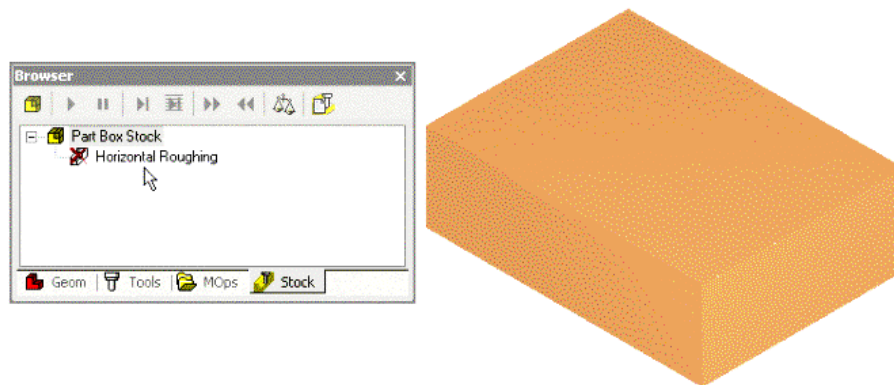 Browser
Part Box Stock
Horizontal Roughing
Geom Tools MOps Stock